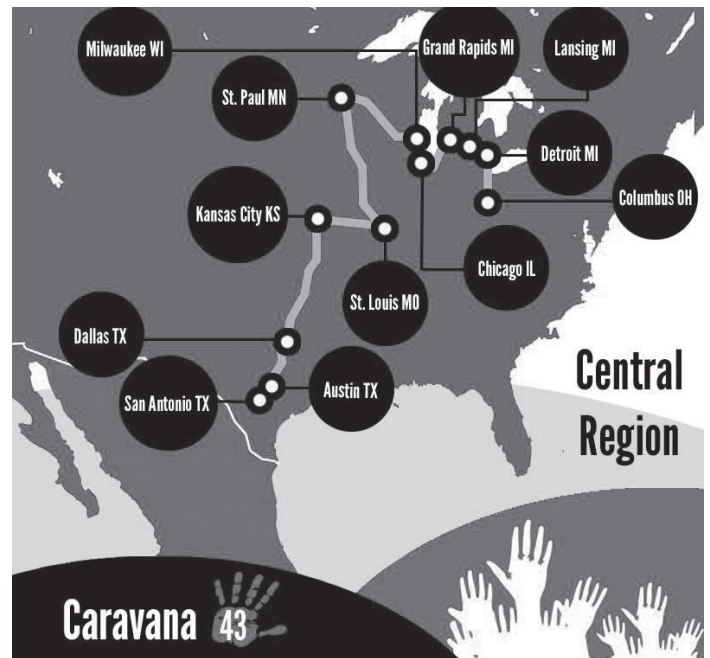 Milwaukee WI
Grand Rapids MI
Lansing MI
St. Paul MN
Detroit MI
Kansas City KS
Columbus OH
Chicago IL
St. Louis MO
Dallas TX
San Antonio TX
Austin TX
Central
Region
Caravana 43